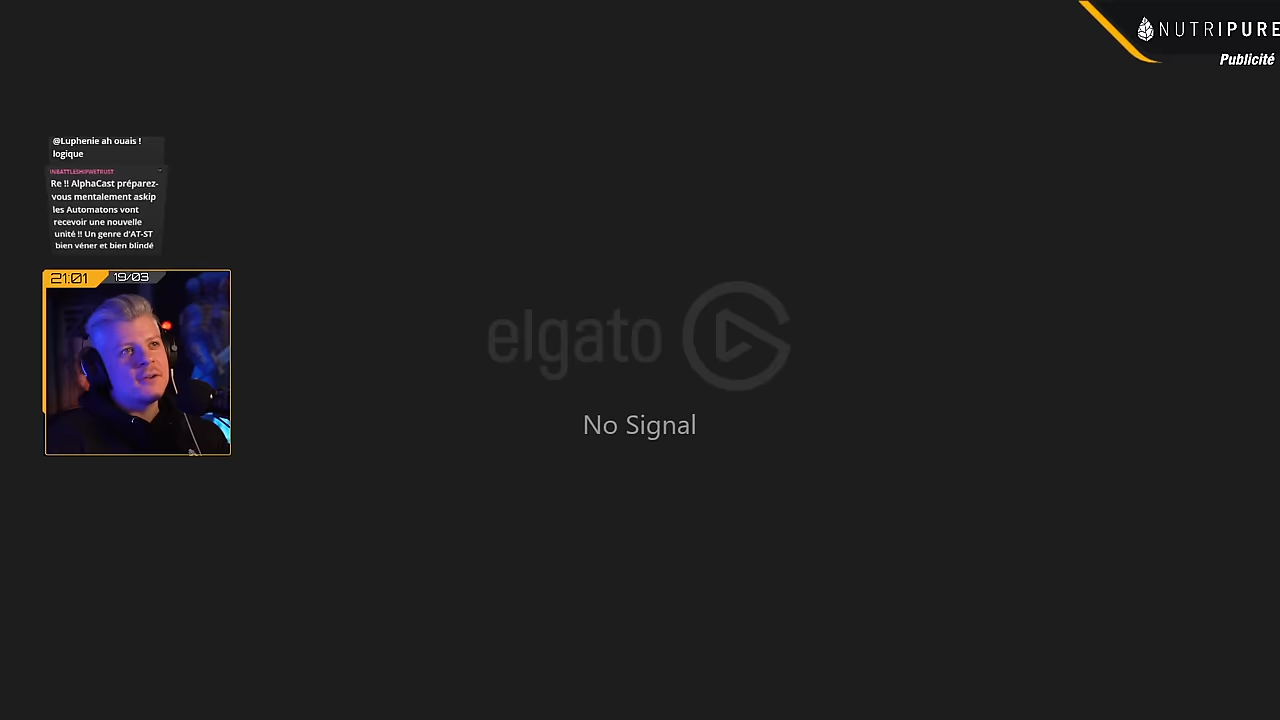 NUTRIPURE
Publicité
@Luphenie ah ouais !
logique
INBATTLESHIPWETRUST
Re !! AlphaCast préparez-
vous mentalement askip
les Automatons vont
recevoir une nouvelle
unité !! Un genre d'AT-ST
bien véner et bien blindé
21:01
19/03
elgato
No Signal